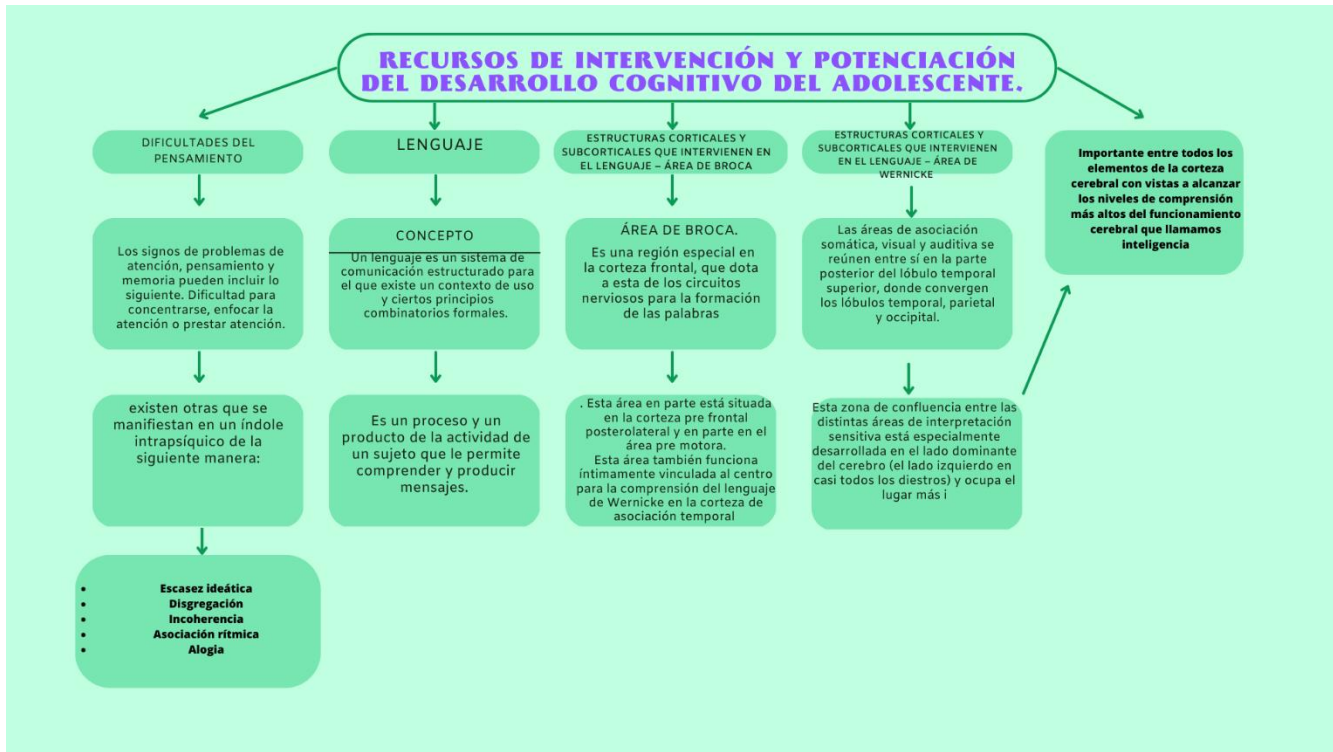 RECURSOS DE INTERVENCIÓN Y POTENCIACIÓN
DEL DESARROLLO COGNITIVO DEL ADOLESCENTE.
DIFICULTADES DEL
PENSAMIENTO
Los signos de problemas de
atención, pensamiento y
memoria pueden incluir lo
siguiente. Dificultad para
concentrarse, enfocar la
atención o prestar atención.
existen otras que se
manifiestan en un índole
intrapsíquico de la
siguiente manera:
• Escasez ideática
• Disgregación
• Incoherencia
• Asociación rítmica
• Alogia
LENGUAJE
CONCEPTO
Un lenguaje es un sistema de
comunicación estructurado para
el que existe un contexto de uso
y ciertos principios
combinatorios formales.
Es un proceso y un
producto de la actividad de
un sujeto que le permite
comprender y producir
mensajes.
ESTRUCTURAS CORTICALES Y
SUBCORTICALES QUE INTERVIENEN EN
EL LENGUAJE – ÁREA DE BROCA
ÁREA DE BROCA.
Es una región especial en
la corteza frontal, que dota
a esta de los circuitos
nerviosos para la formación
de las palabras
. Esta área en parte está situada
en la corteza pre frontal
posterolateral y en parte en el
área pre motora.
Esta área también funciona
íntimamente vinculada al centro
para la comprensión del lenguaje
de Wernicke en la corteza de
asociación temporal
ESTRUCTURAS CORTICALES Y
SUBCORTICALES QUE INTERVIENEN
EN EL LENGUAJE – ÁREA DE
WERNICKE
Las áreas de asociación
somática, visual y auditiva se
reúnen entre sí en la parte
posterior del lóbulo temporal
superior, donde convergen
los lóbulos temporal, parietal
y occipital.
Esta zona de confluencia entre las
distintas áreas de interpretación
sensitiva está especialmente
desarrollada en el lado dominante
del cerebro (el lado izquierdo en
casi todos los diestros) y ocupa el
lugar más i
Importante entre todos los
elementos de la corteza
cerebral con vistas a alcanzar
los niveles de comprensión
más altos del funcionamiento
cerebral que llamamos
inteligencia